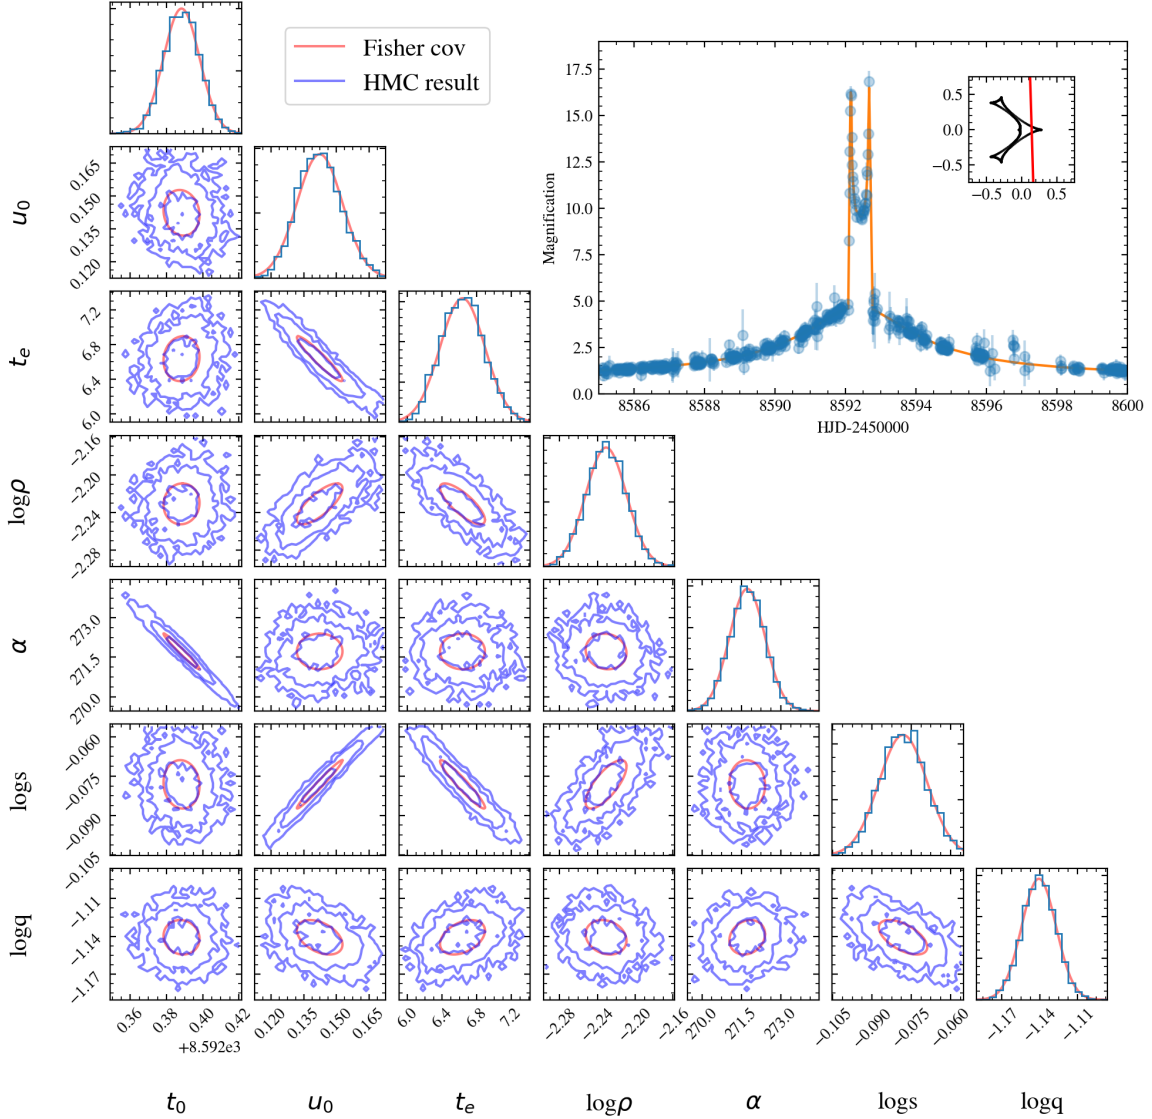 Fisher cov
HMC result
17.5
15.0
12.5
10.0
7.5
5.0
2.5
0.0
Magnification
8586 8588 8590 8592 8594 8596 8598 8600
HJD-2450000
0.5
0.0
−0.5
−0.5 0.0 0.5
u₀
0.165
0.150
0.135
0.120
tₑ
7.2
6.8
6.4
6.0
logρ
−2.16
−2.20
−2.24
−2.28
α
273.0
271.5
270.0
logs
−0.060
−0.075
−0.090
−0.105
logq
−1.11
−1.14
−1.17
0.36 0.38 0.40 0.42
+8.592e3
0.120 0.135 0.150 0.165
6.0 6.4 6.8 7.2
−2.28 −2.24 −2.20 −2.16
270.0 271.5 273.0
−0.105 −0.090 −0.075 −0.060
−1.17 −1.14 −1.11
t₀ u₀ tₑ logρ α logs logq